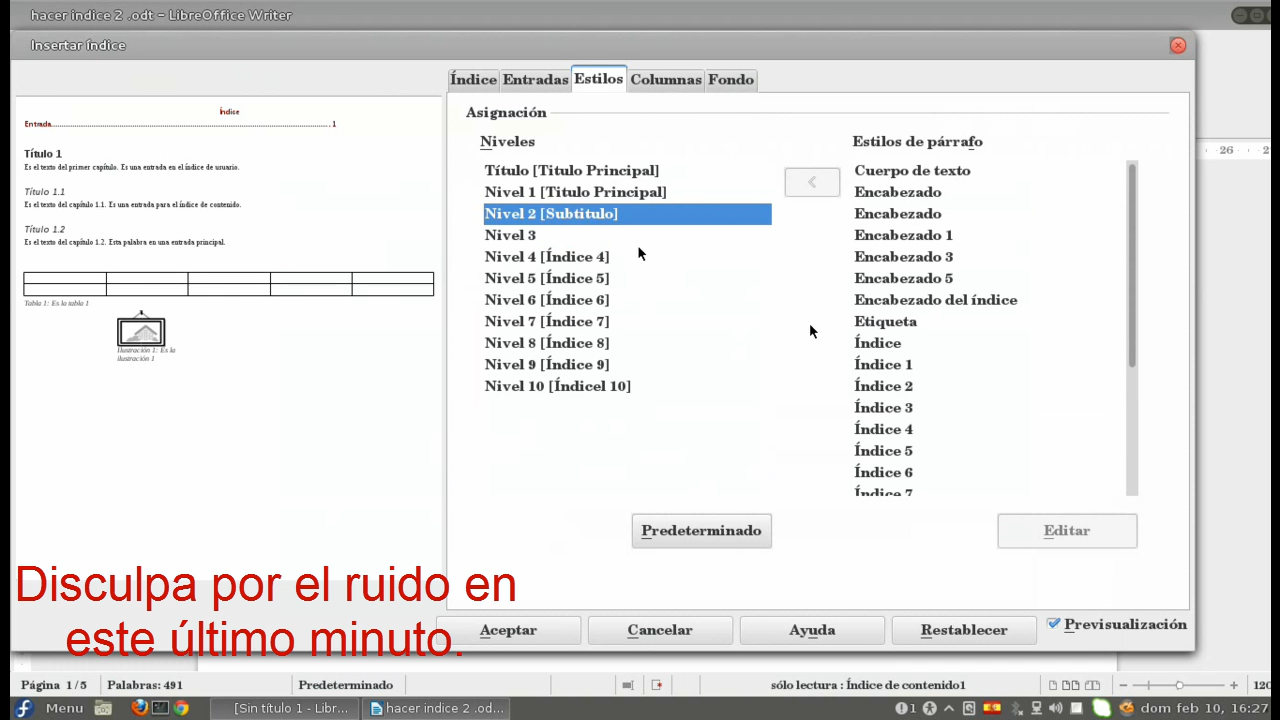 hacer indice 2 .odt – LibreOffice Writer
Insertar índice
Índice
Entrada 1
Título 1
Es el texto del primer capítulo. Es una entrada en el índice de usuario.
Título 1.1
Es el texto del capítulo 1.1. Es una entrada para el índice de contenido.
Título 1.2
Es el texto del capítulo 1.2. Esta palabra en una entrada principal.
Tabla 1: Es la tabla 1
Ilustración 1: Es la
ilustración 1
Índice Entradas Estilos Columnas Fondo
Asignación
Niveles
Título [Titulo Principal]
Nivel 1 [Titulo Principal]
Nivel 2 [Subtitulo]
Nivel 3
Nivel 4 [Índice 4]
Nivel 5 [Índice 5]
Nivel 6 [Índice 6]
Nivel 7 [Índice 7]
Nivel 8 [Índice 8]
Nivel 9 [Índice 9]
Nivel 10 [Índicel 10]
<
Estilos de párrafo
Cuerpo de texto
Encabezado
Encabezado
Encabezado 1
Encabezado 3
Encabezado 5
Encabezado del índice
Etiqueta
Índice
Índice 1
Índice 2
Índice 3
Índice 4
Índice 5
Índice 6
Índice 7
Predeterminado
Editar
Aceptar Cancelar Ayuda Restablecer Previsualización
· 26 · · 2
Disculpa por el ruido en
este último minuto.
Página 1/5 Palabras: 491 Predeterminado sólo lectura : Índice de contenido1 120
Menu [Sin título 1 - Libr... hacer indice 2 .od... 1 dom feb 10, 16:27